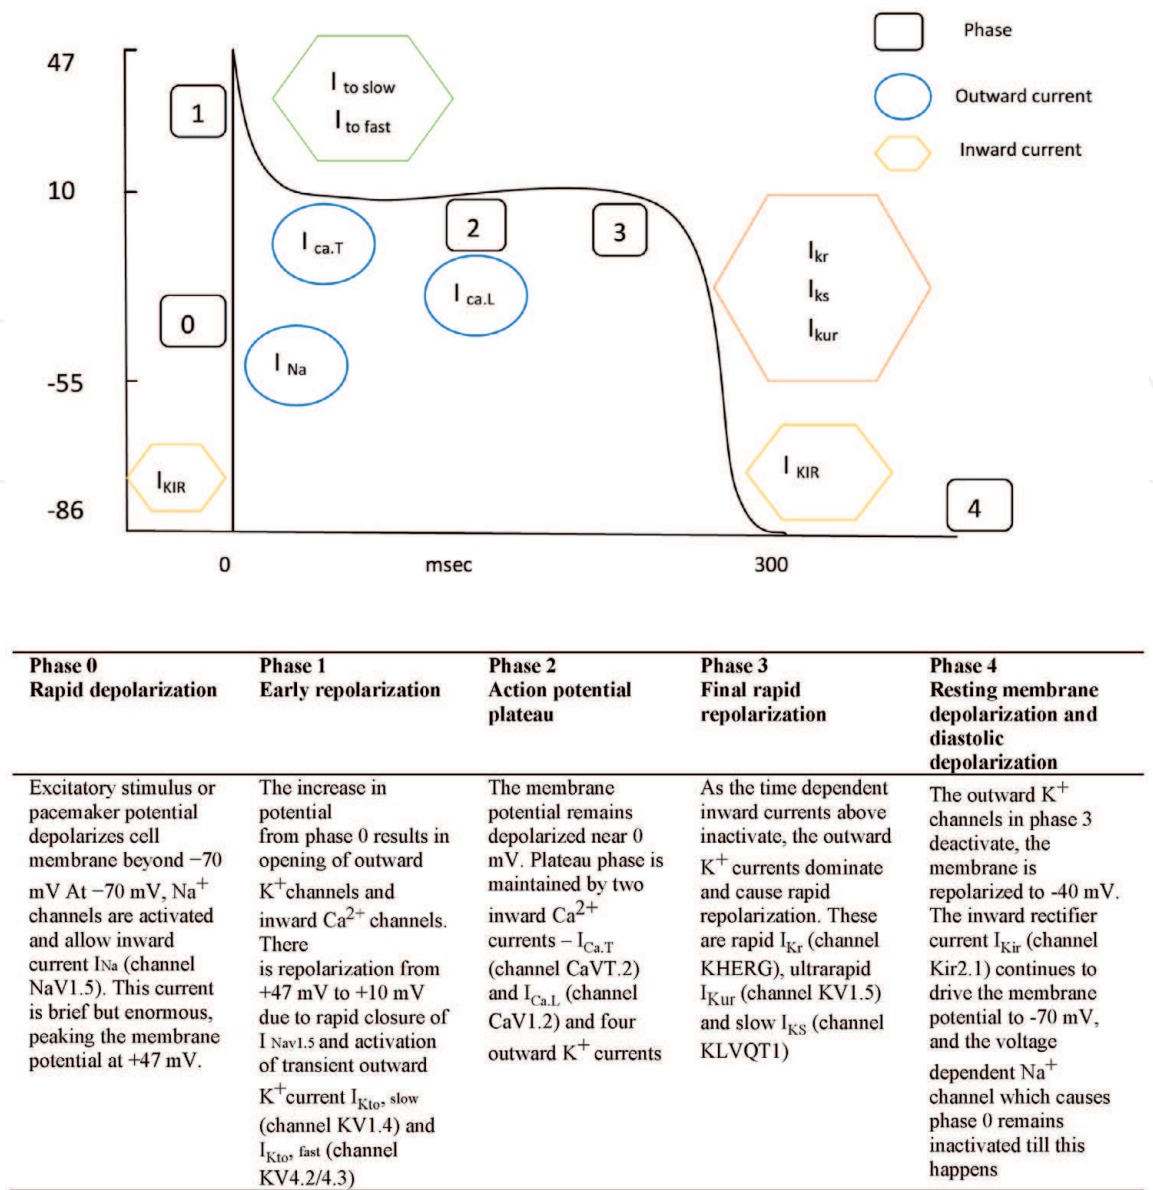 47
10
-55
-86
1
0
2
3
4
I to slow
I to fast
I ca.T
I ca.L
I Na
IKIR
Ikr
Iks
Ikur
I KIR
Phase
Outward current
Inward current
0
msec
300
Phase 0
Rapid depolarization
Phase 1
Early repolarization
Phase 2
Action potential
plateau
Phase 3
Final rapid
repolarization
Phase 4
Resting membrane
depolarization and
diastolic
depolarization
Excitatory stimulus or
pacemaker potential
depolarizes cell
membrane beyond −70
mV At −70 mV, Na+
channels are activated
and allow inward
current INa (channel
NaV1.5). This current
is brief but enormous,
peaking the membrane
potential at +47 mV.
The increase in
potential
from phase 0 results in
opening of outward
K+channels and
inward Ca2+ channels.
There
is repolarization from
+47 mV to +10 mV
due to rapid closure of
I Nav1.5 and activation
of transient outward
K+current IKto, slow
(channel KV1.4) and
IKto, fast (channel
KV4.2/4.3)
The membrane
potential remains
depolarized near 0
mV. Plateau phase is
maintained by two
inward Ca2+
currents – ICa.T
(channel CaVT.2)
and ICa.L (channel
CaV1.2) and four
outward K+ currents
As the time dependent
inward currents above
inactivate, the outward
K+ currents dominate
and cause rapid
repolarization. These
are rapid IKr (channel
KHERG), ultrarapid
IKur (channel KV1.5)
and slow IKS (channel
KLVQT1)
The outward K+
channels in phase 3
deactivate, the
membrane is
repolarized to -40 mV.
The inward rectifier
current IKir (channel
Kir2.1) continues to
drive the membrane
potential to -70 mV,
and the voltage
dependent Na+
channel which causes
phase 0 remains
inactivated till this
happens